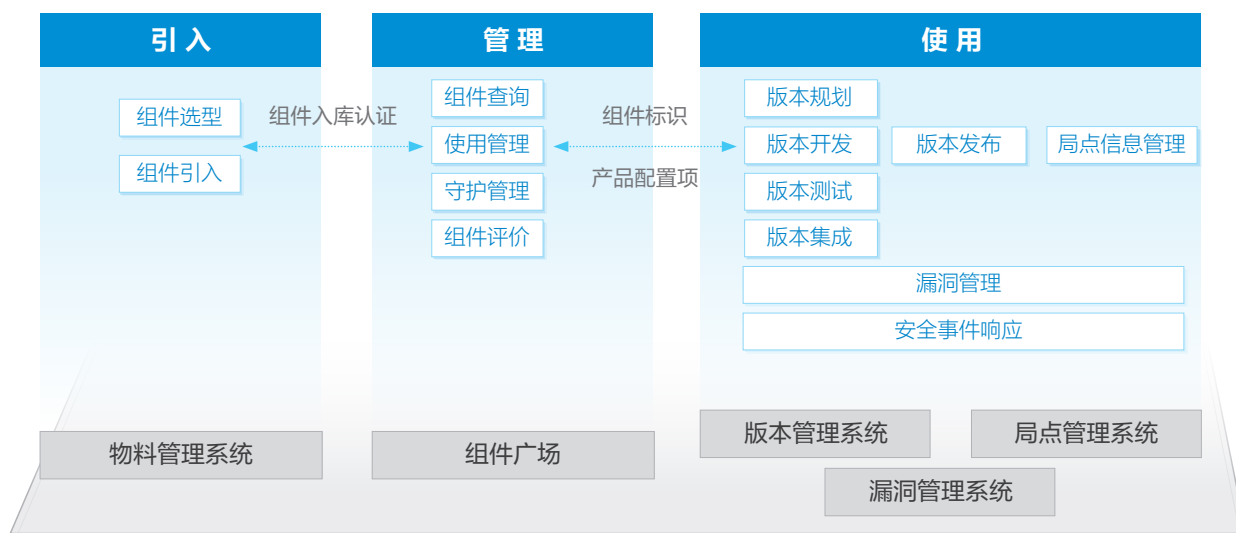 引 入
管 理
使 用
组件选型
组件引入
组件入库认证
组件查询
使用管理
守护管理
组件评价
组件标识
产品配置项
版本规划
版本开发
版本发布
局点信息管理
版本测试
版本集成
漏洞管理
安全事件响应
物料管理系统
组件广场
版本管理系统
局点管理系统
漏洞管理系统